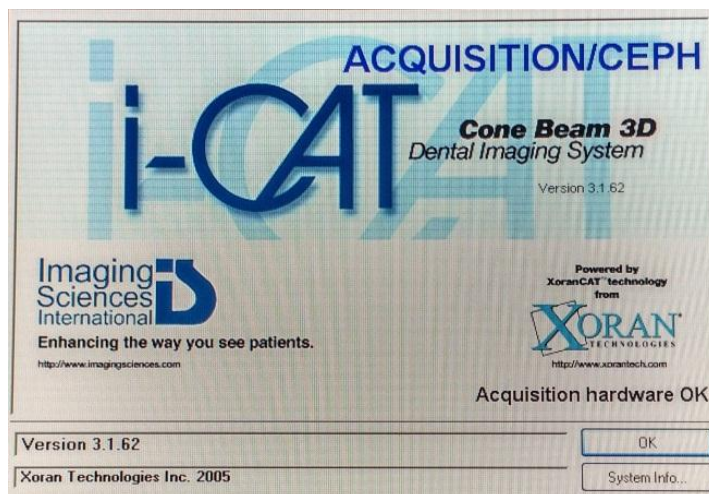 ACQUISITION/CEPH
i-CAT
Cone Beam 3D
Dental Imaging System
Version 3.1.62
Imaging
Sciences
International
Enhancing the way you see patients.
http://www.imagingsciences.com
Powered by
XoranCAT™ technology
from
XORAN
TECHNOLOGIES
http://www.xorantech.com
Acquisition hardware OK
Version 3.1.62
OK
Xoran Technologies Inc. 2005
System Info...